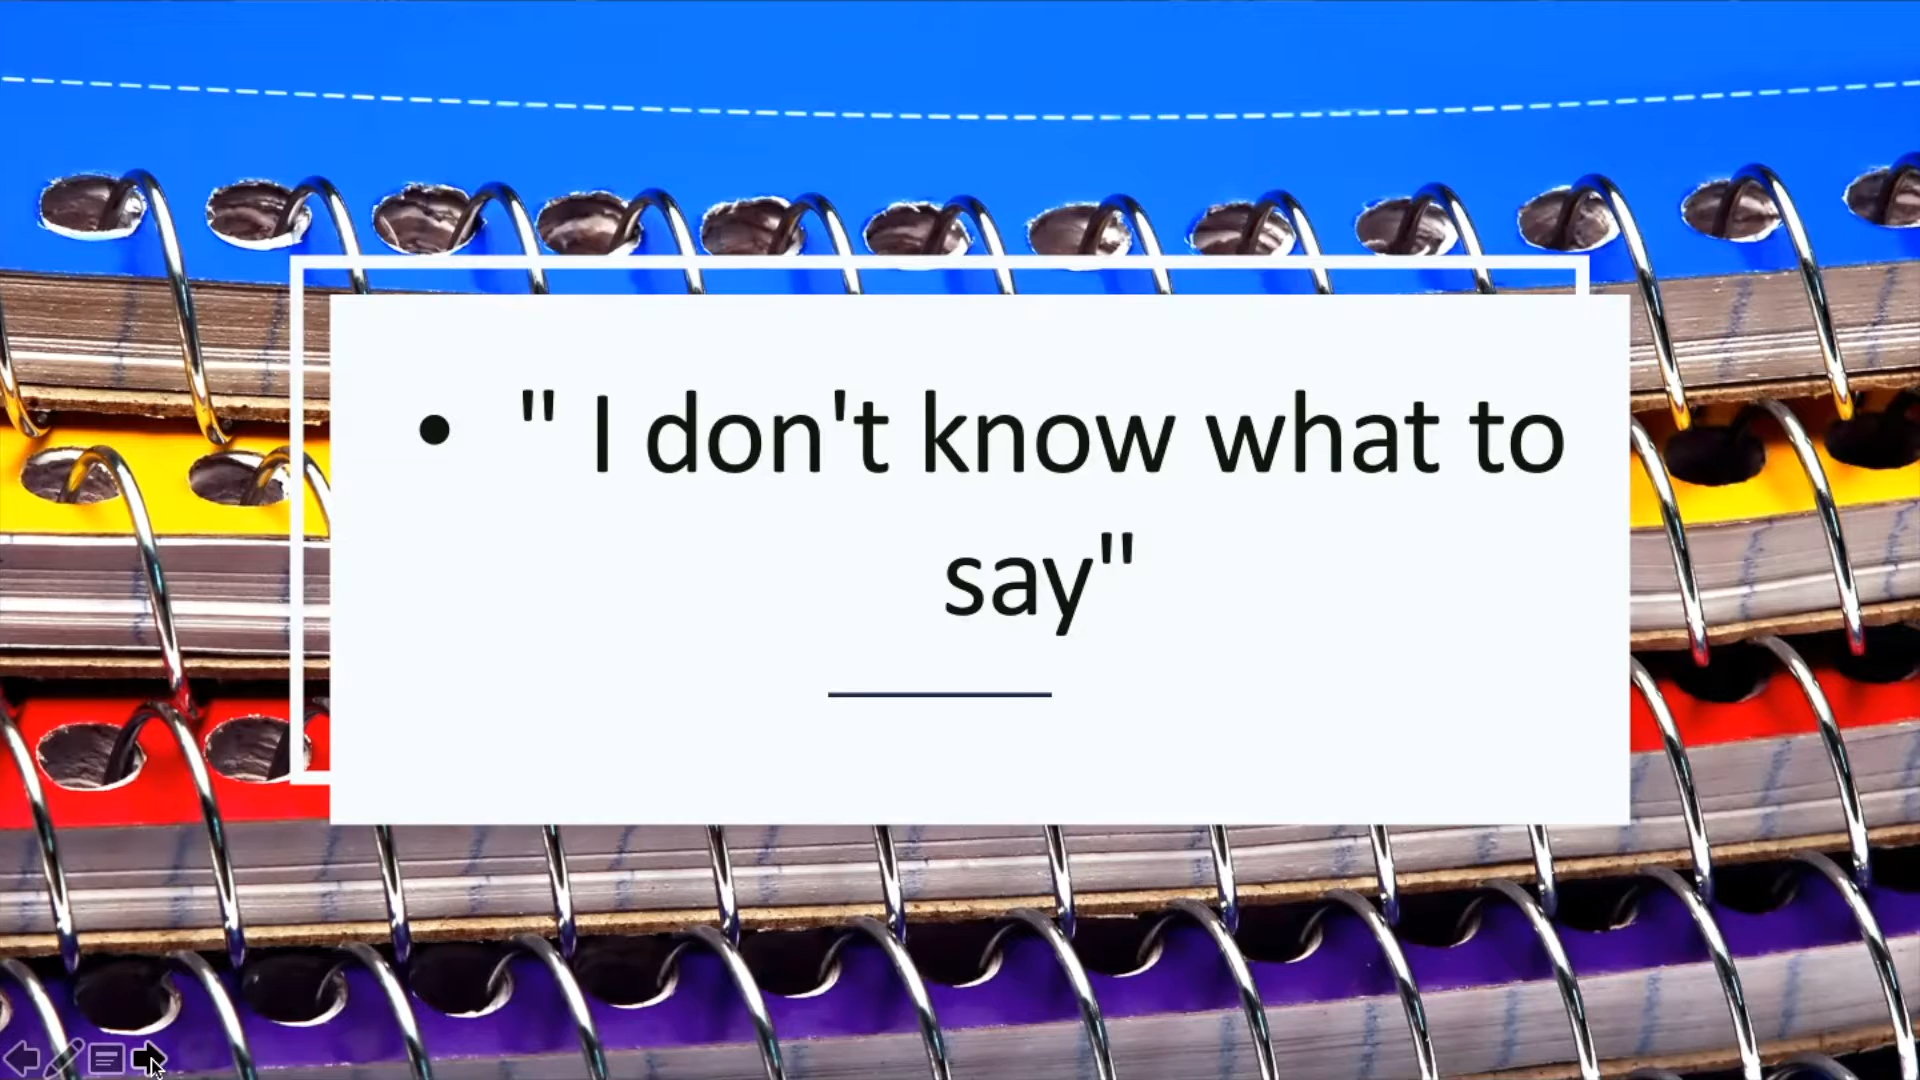 • " I don't know what to
say"